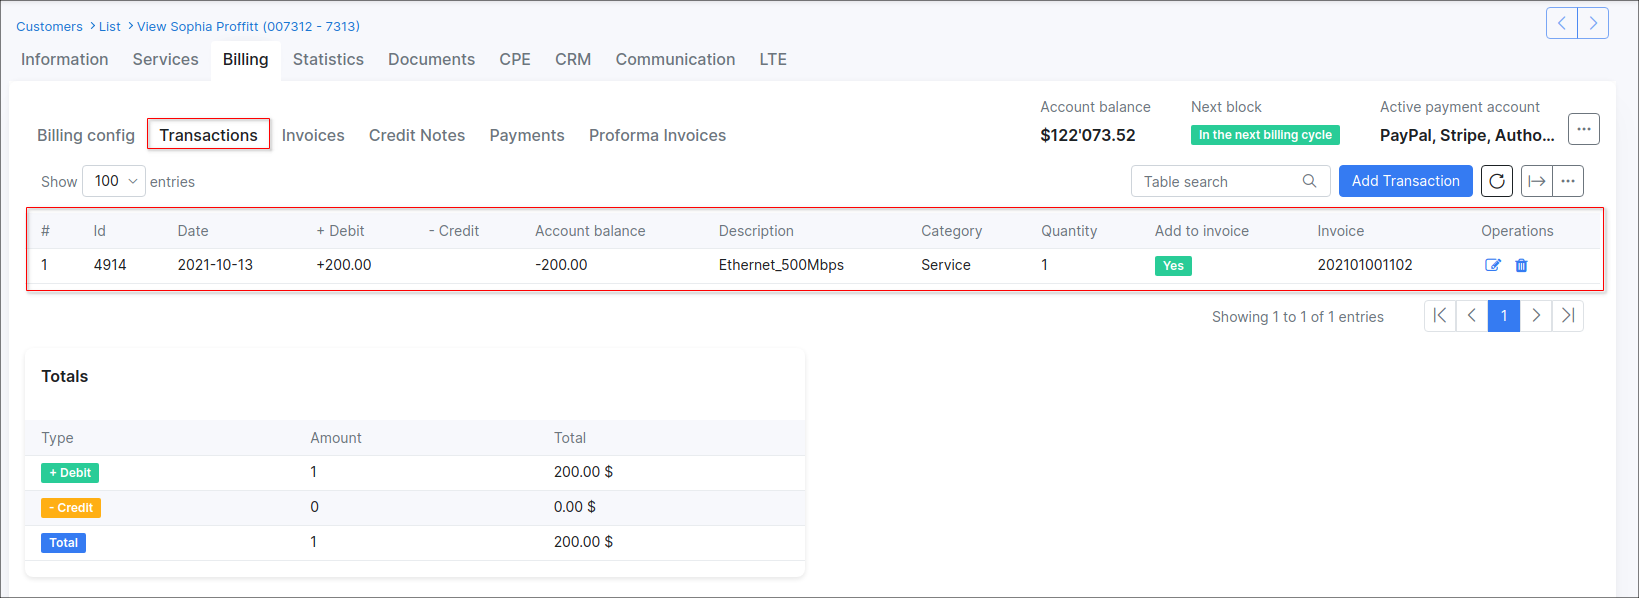 Customers > List > View Sophia Proffitt (007312 - 7313)
Information Services Billing Statistics Documents CPE CRM Communication LTE
Account balance Next block Active payment account
Billing config Transactions Invoices Credit Notes Payments Proforma Invoices $122'073.52 In the next billing cycle PayPal, Stripe, Autho... ...
Show 100 entries Table search Add Transaction ...
# Id Date + Debit - Credit Account balance Description Category Quantity Add to invoice Invoice Operations
1 4914 2021-10-13 +200.00 -200.00 Ethernet_500Mbps Service 1 Yes 202101001102
Showing 1 to 1 of 1 entries 1
Totals
Type Amount Total
+ Debit 1 200.00 $
- Credit 0 0.00 $
Total 1 200.00 $